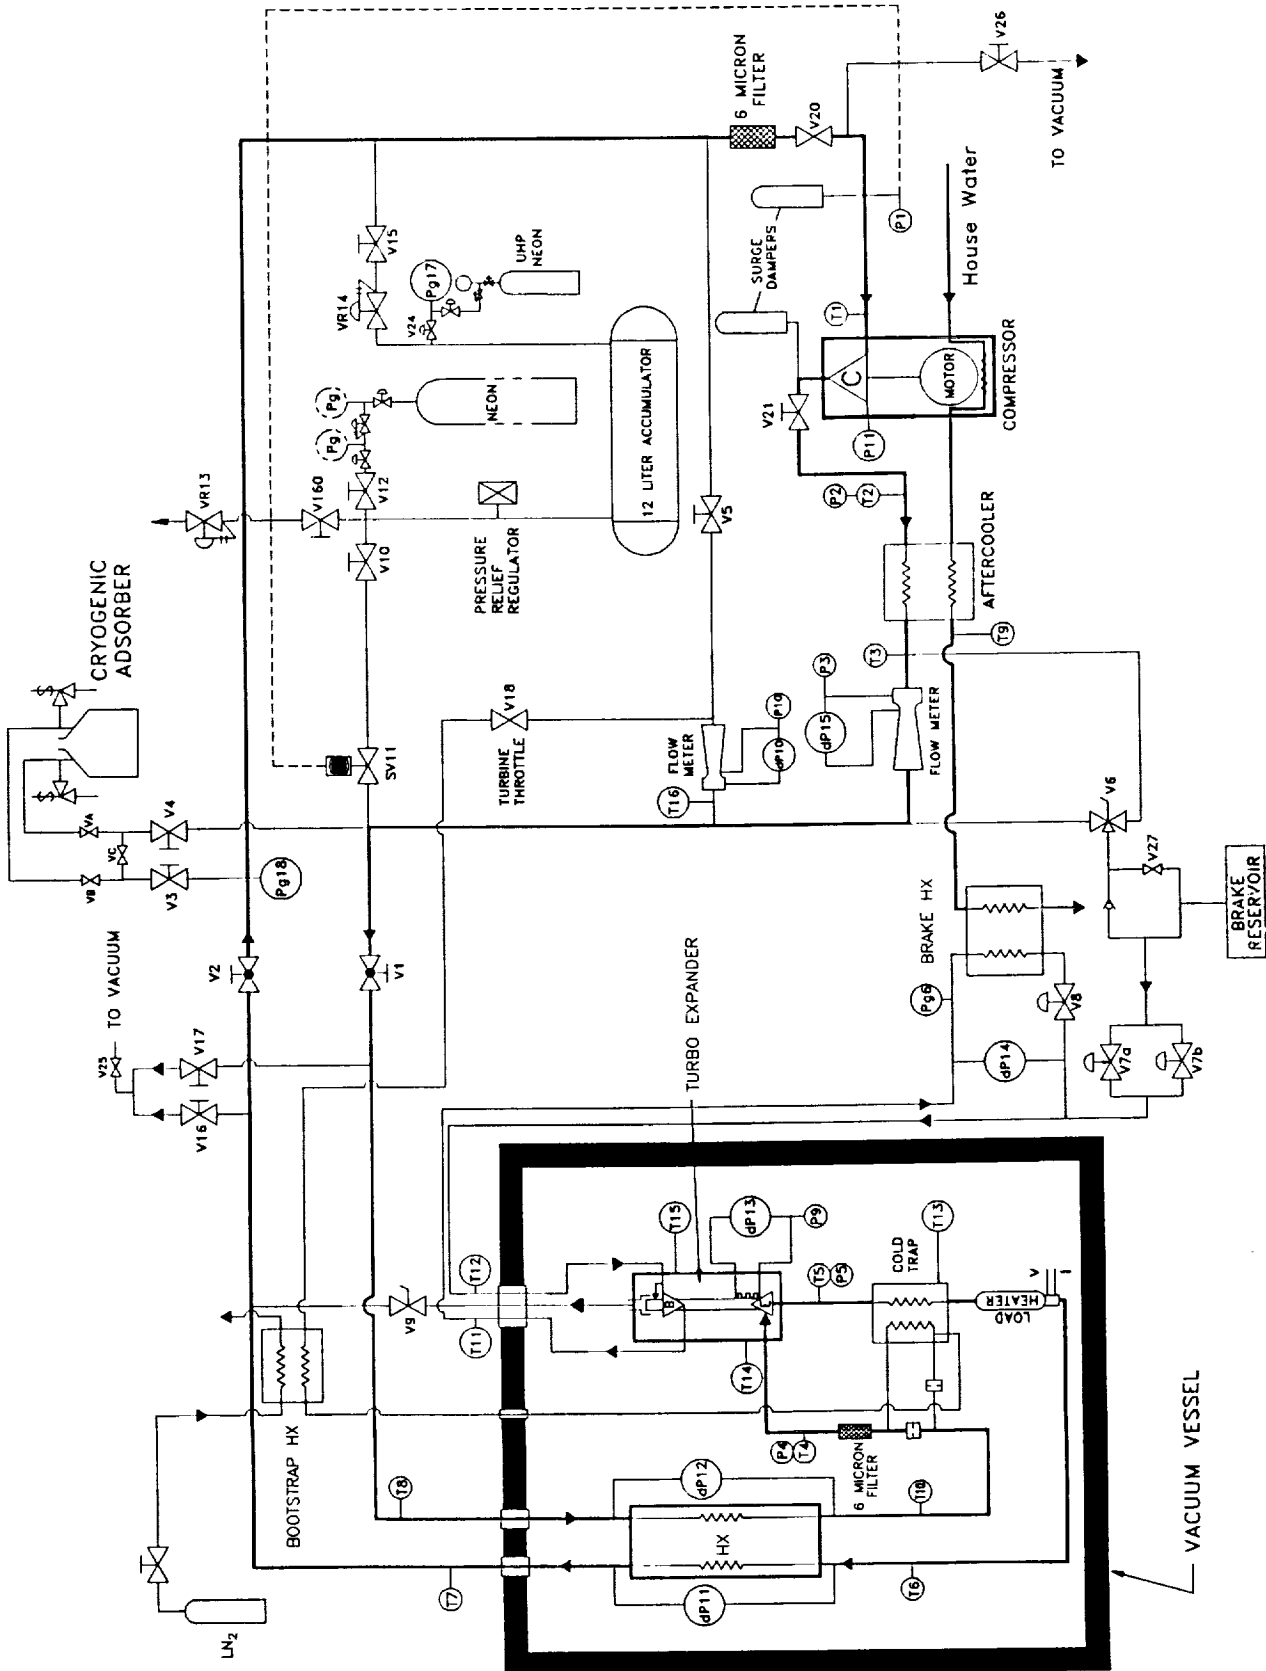 CRYOGENIC
ADSORBER
VR13
V160
V12
V10
Pg
Pg
NEON
VR14
V15
V24
Pg17
UHP
NEON
12 LITER ACCUMULATOR
PRESSURE
RELIEF
REGULATOR
V5
6 MICRON
FILTER
V20
V26
TO VACUUM
SURGE
DAMPERS
P1
T1
House Water
C
MOTOR
COMPRESSOR
V21
P11
P2
T2
AFTERCOOLER
T3
T9
P3
dP15
FLOW METER
V18
TURBINE
THROTTLE
FLOW
METER
P10
dP10
T16
SV11
VA
VB
VC
V4
V3
Pg18
V2
V1
TO VACUUM
V25
V17
V16
V6
V27
BRAKE
RESERVOIR
BRAKE HX
Pg6
V8
dP14
V7a
V7b
TURBO EXPANDER
V9
T12
T11
T15
B
E
T14
dP13
P9
T5
P5
COLD
TRAP
T13
LOAD
HEATER
V
I
BOOTSTRAP HX
LN2
T8
T7
P4
T4
6 MICRON
FILTER
dP12
HX
dP11
T10
T6
VACUUM VESSEL